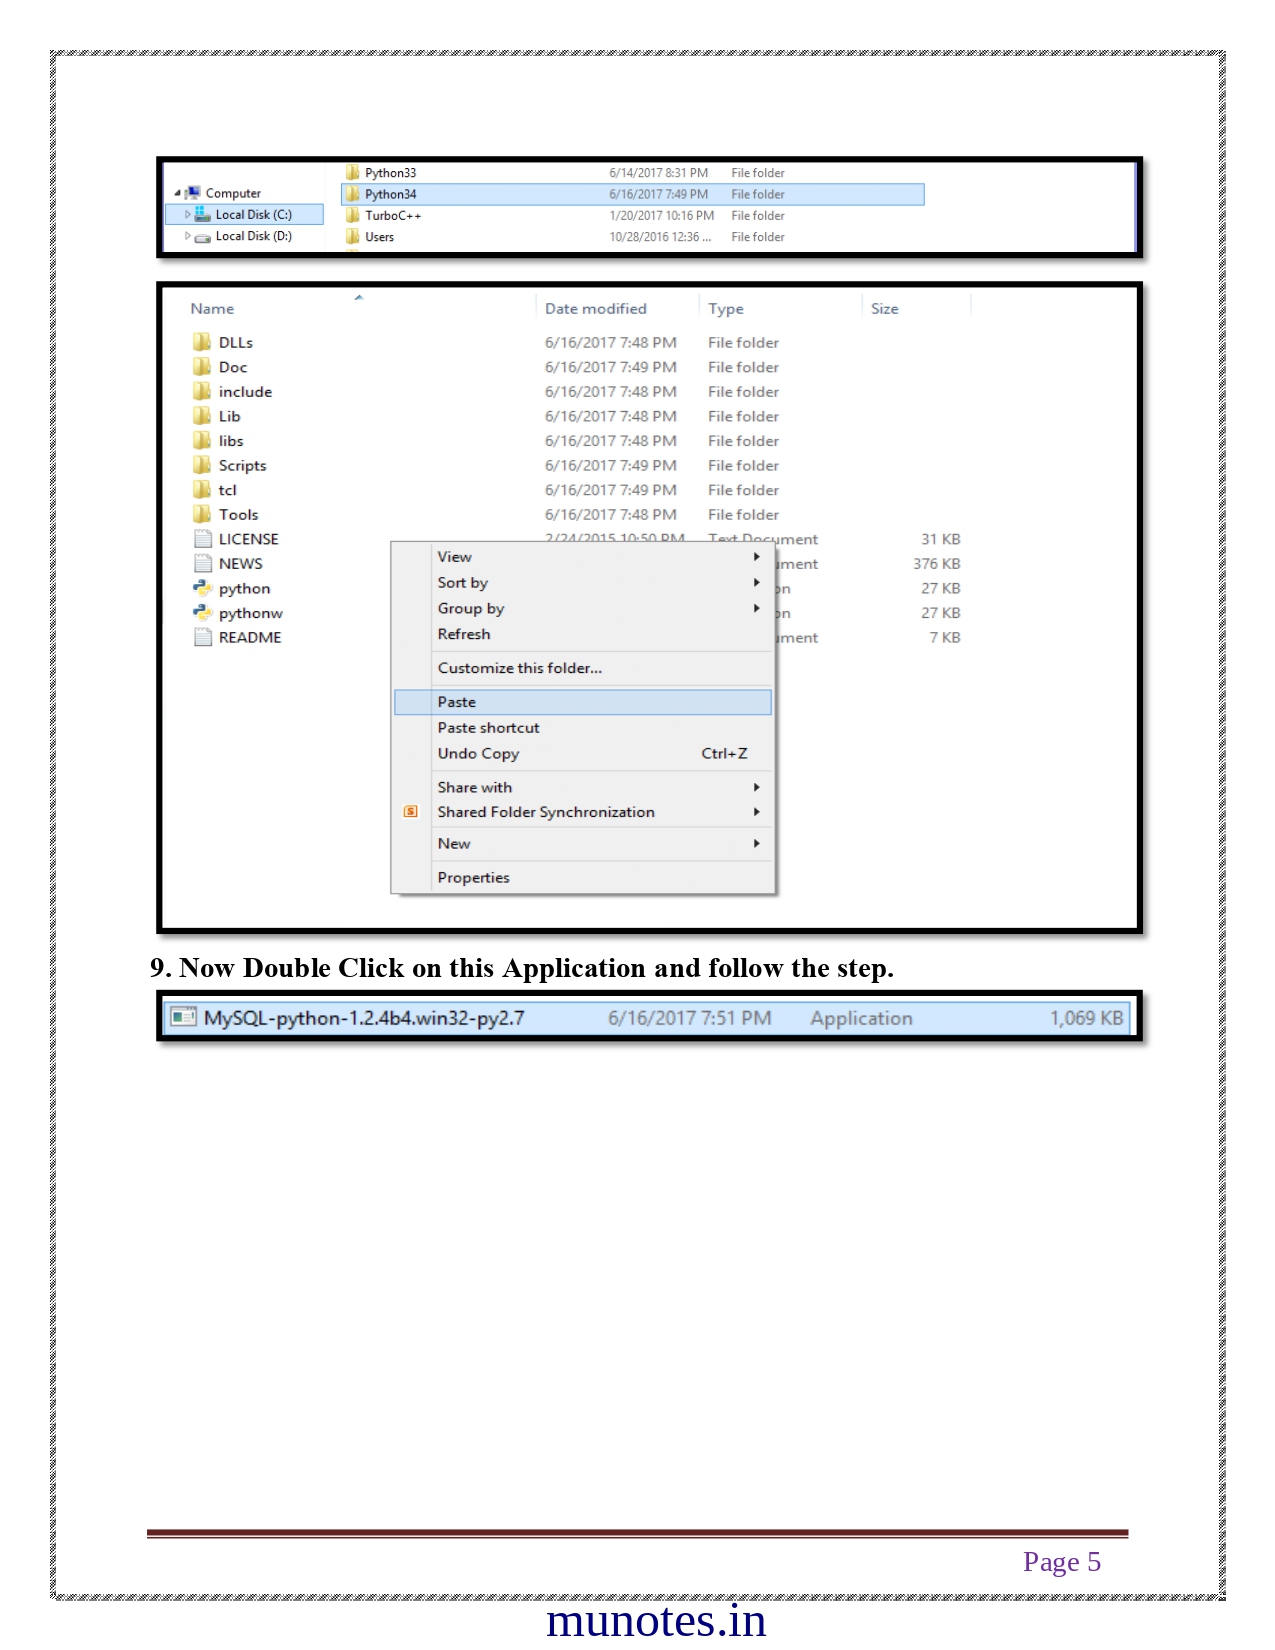 Python33 6/14/2017 8:31 PM File folder
Computer Python34 6/16/2017 7:49 PM File folder
Local Disk (C:) TurboC++ 1/20/2017 10:16 PM File folder
Local Disk (D:) Users 10/28/2016 12:36 ... File folder
Name Date modified Type Size
DLLs 6/16/2017 7:48 PM File folder
Doc 6/16/2017 7:49 PM File folder
include 6/16/2017 7:48 PM File folder
Lib 6/16/2017 7:48 PM File folder
libs 6/16/2017 7:48 PM File folder
Scripts 6/16/2017 7:49 PM File folder
tcl 6/16/2017 7:49 PM File folder
Tools 6/16/2017 7:48 PM File folder
LICENSE 2/24/2015 10:50 PM Text Document 31 KB
NEWS ument 376 KB
python on 27 KB
pythonw on 27 KB
README ument 7 KB
View
Sort by
Group by
Refresh
Customize this folder...
Paste
Paste shortcut
Undo Copy Ctrl+Z
Share with
Shared Folder Synchronization
New
Properties
9. Now Double Click on this Application and follow the step.
MySQL-python-1.2.4b4.win32-py2.7 6/16/2017 7:51 PM Application 1,069 KB
Page 5
munotes.in